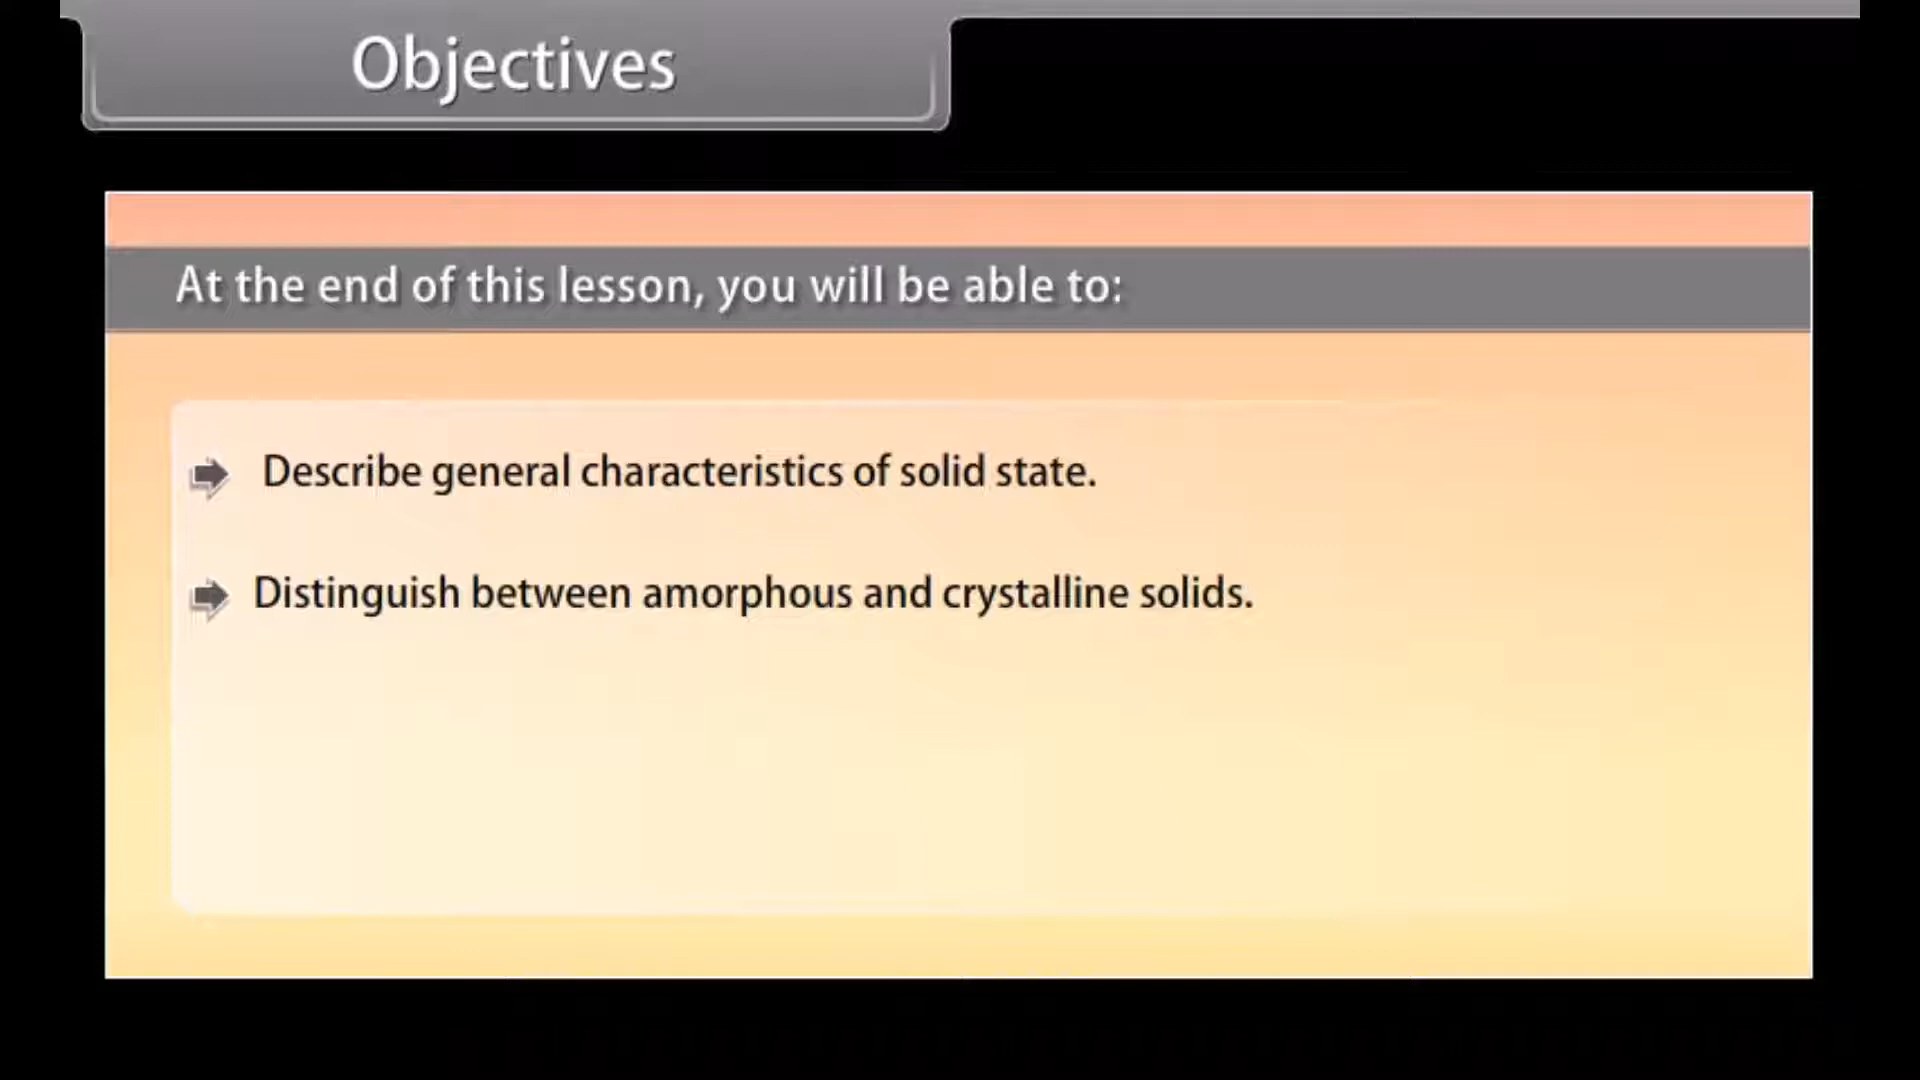 Objectives
At the end of this lesson, you will be able to:
Describe general characteristics of solid state.
Distinguish between amorphous and crystalline solids.